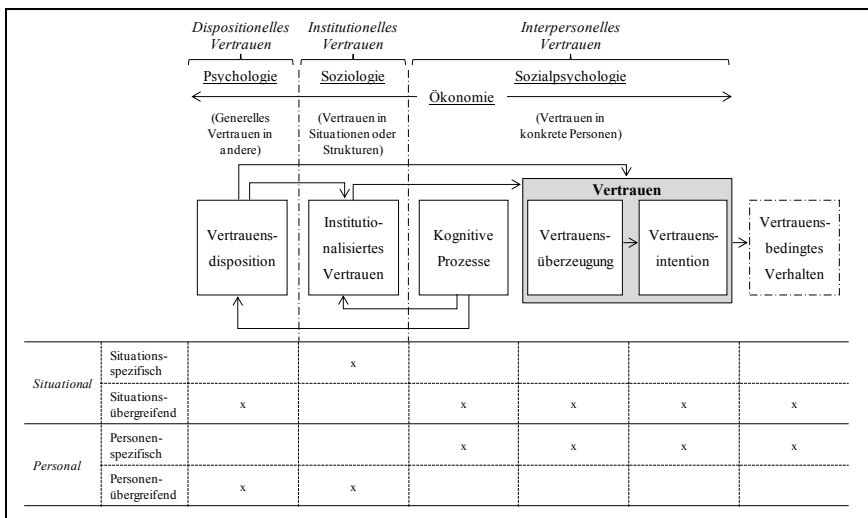 Dispositionelles Institutionelles Interpersonelles
Vertrauen Vertrauen Vertrauen
Psychologie Soziologie Sozialpsychologie
Ökonomie
(Generelles (Vertrauen in (Vertrauen in
Vertrauen in Situationen oder konkrete Personen)
andere) Strukturen)
Vertrauen
Vertrauens-
disposition
Institutio-
nalisiertes
Vertrauen
Kognitive
Prozesse
Vertrauens-
überzeugung
Vertrauens-
intention
Vertrauens-
bedingtes
Verhalten
Situational
Situations-
spezifisch
x
Situations-
übergreifend
x x x x x
Personal
Personen-
spezifisch
x x x x
Personen-
übergreifend
x x